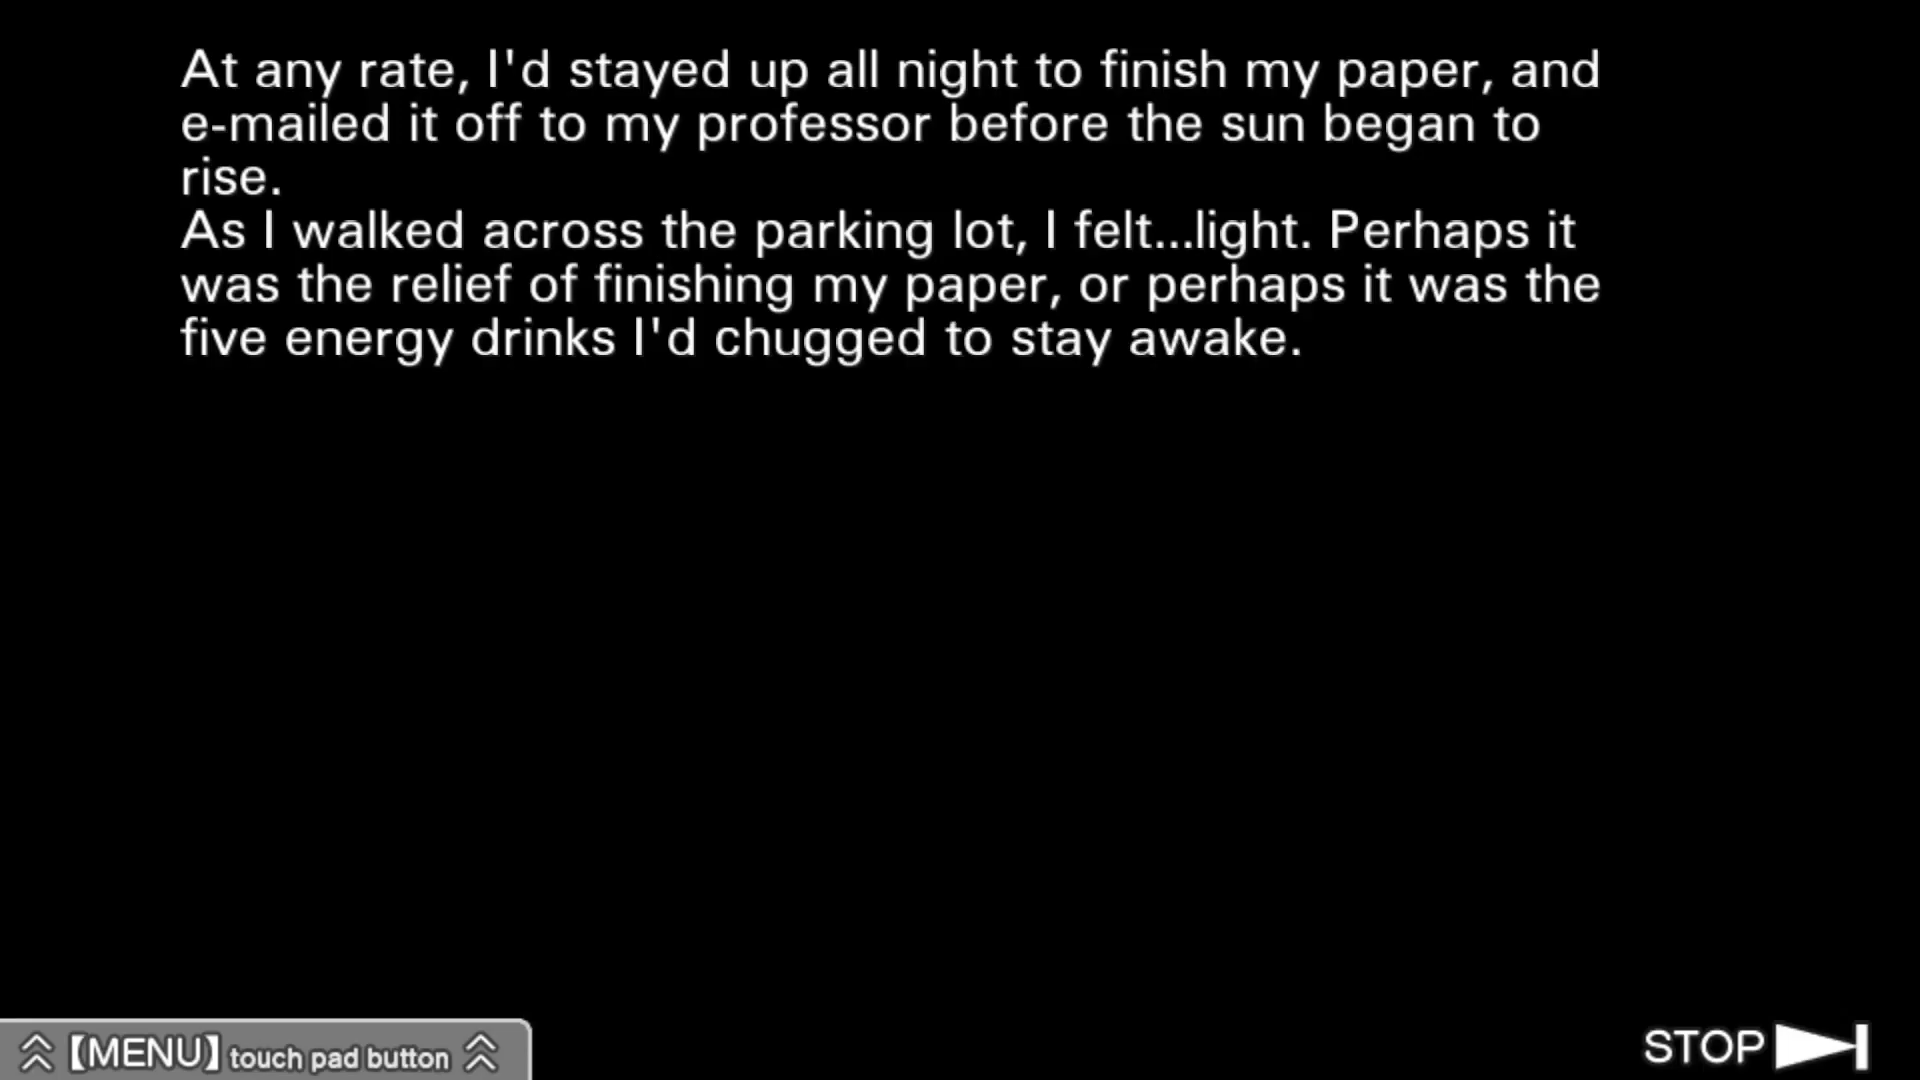 At any rate, I'd stayed up all night to finish my paper, and
e-mailed it off to my professor before the sun began to
rise.
As I walked across the parking lot, I felt...light. Perhaps it
was the relief of finishing my paper, or perhaps it was the
five energy drinks I'd chugged to stay awake.
【MENU】touch pad button
STOP